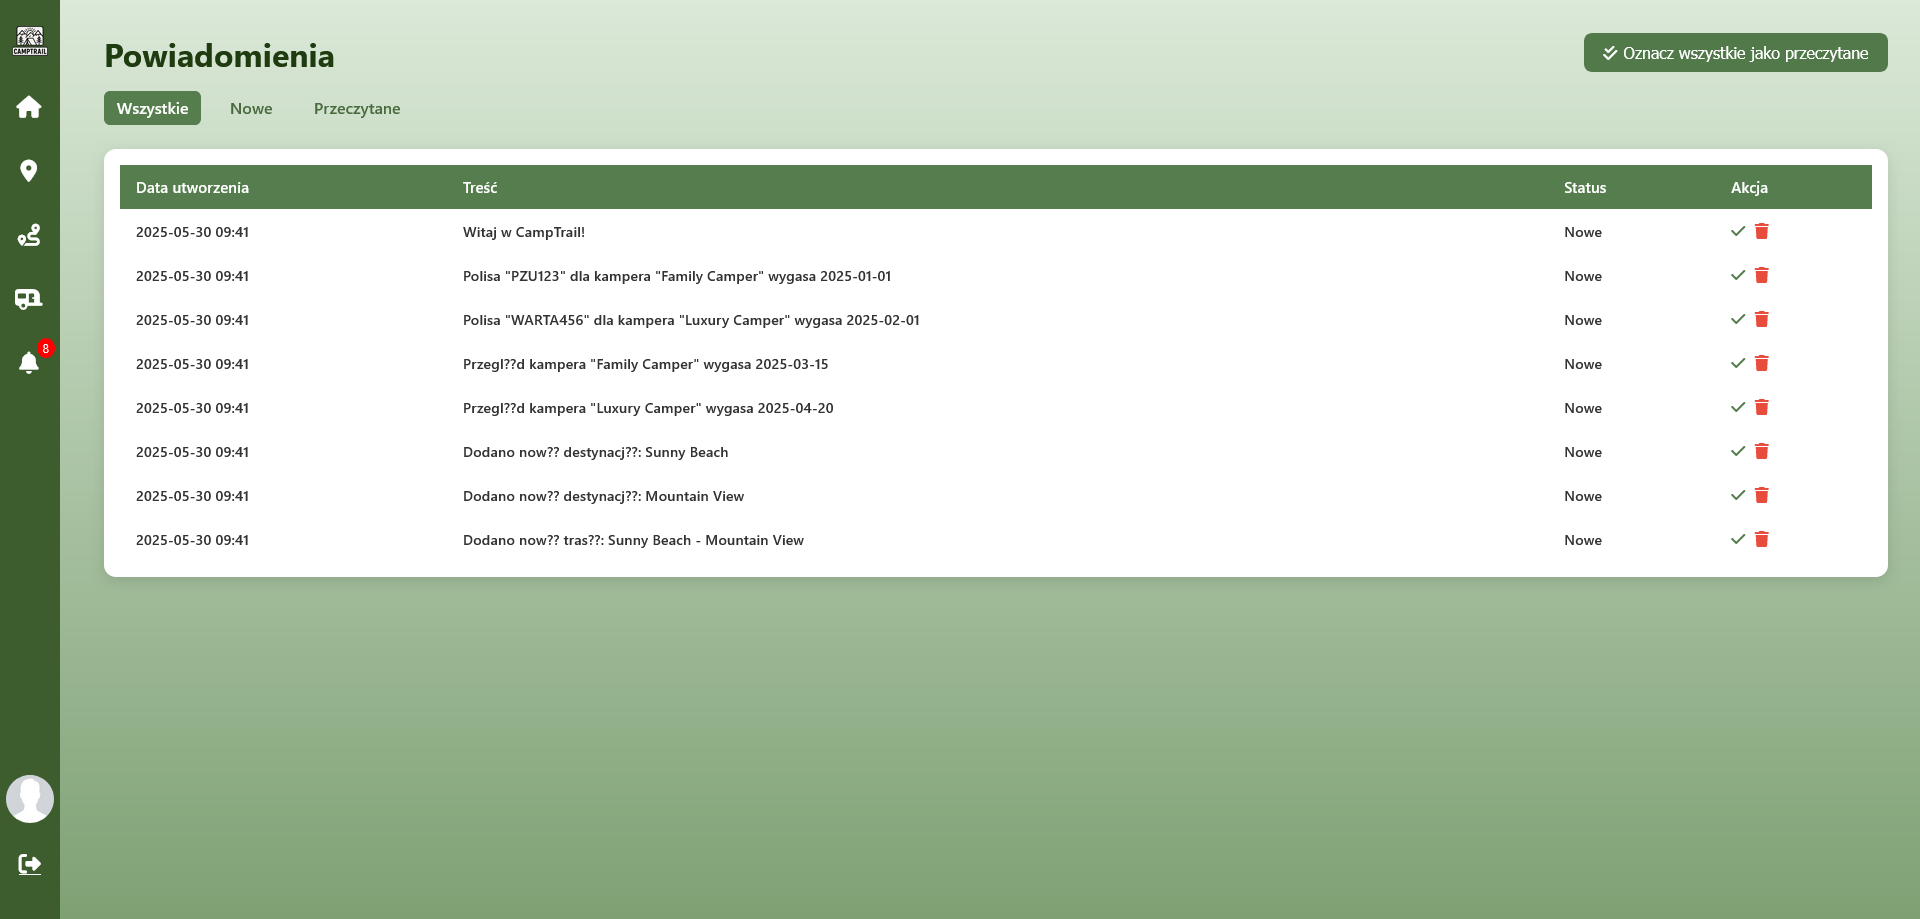 CAMPTRAIL
Powiadomienia
Oznacz wszystkie jako przeczytane
Wszystkie Nowe Przeczytane
Data utworzenia Treść Status Akcja
2025-05-30 09:41 Witaj w CampTrail! Nowe
2025-05-30 09:41 Polisa "PZU123" dla kampera "Family Camper" wygasa 2025-01-01 Nowe
2025-05-30 09:41 Polisa "WARTA456" dla kampera "Luxury Camper" wygasa 2025-02-01 Nowe
8
2025-05-30 09:41 Przegl??d kampera "Family Camper" wygasa 2025-03-15 Nowe
2025-05-30 09:41 Przegl??d kampera "Luxury Camper" wygasa 2025-04-20 Nowe
2025-05-30 09:41 Dodano now?? destynacj??: Sunny Beach Nowe
2025-05-30 09:41 Dodano now?? destynacj??: Mountain View Nowe
2025-05-30 09:41 Dodano now?? tras??: Sunny Beach - Mountain View Nowe